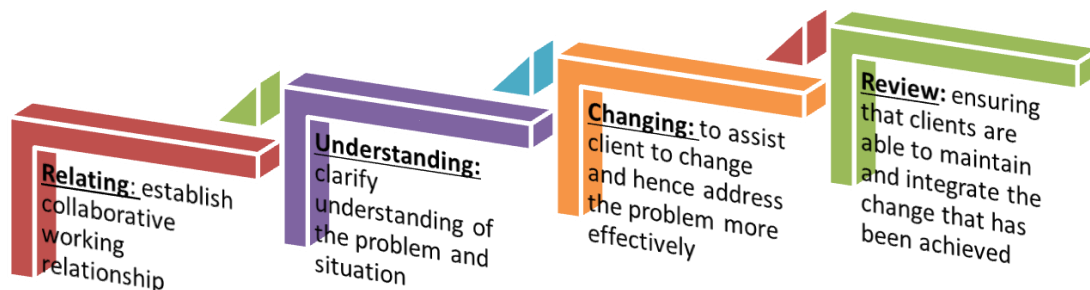 Relating: establish
collaborative
working
relationship
Understanding:
clarify
understanding of
the problem and
situation
Changing: to assist
client to change
and hence address
the problem more
effectively
Review: ensuring
that clients are
able to maintain
and integrate the
change that has
been achieved